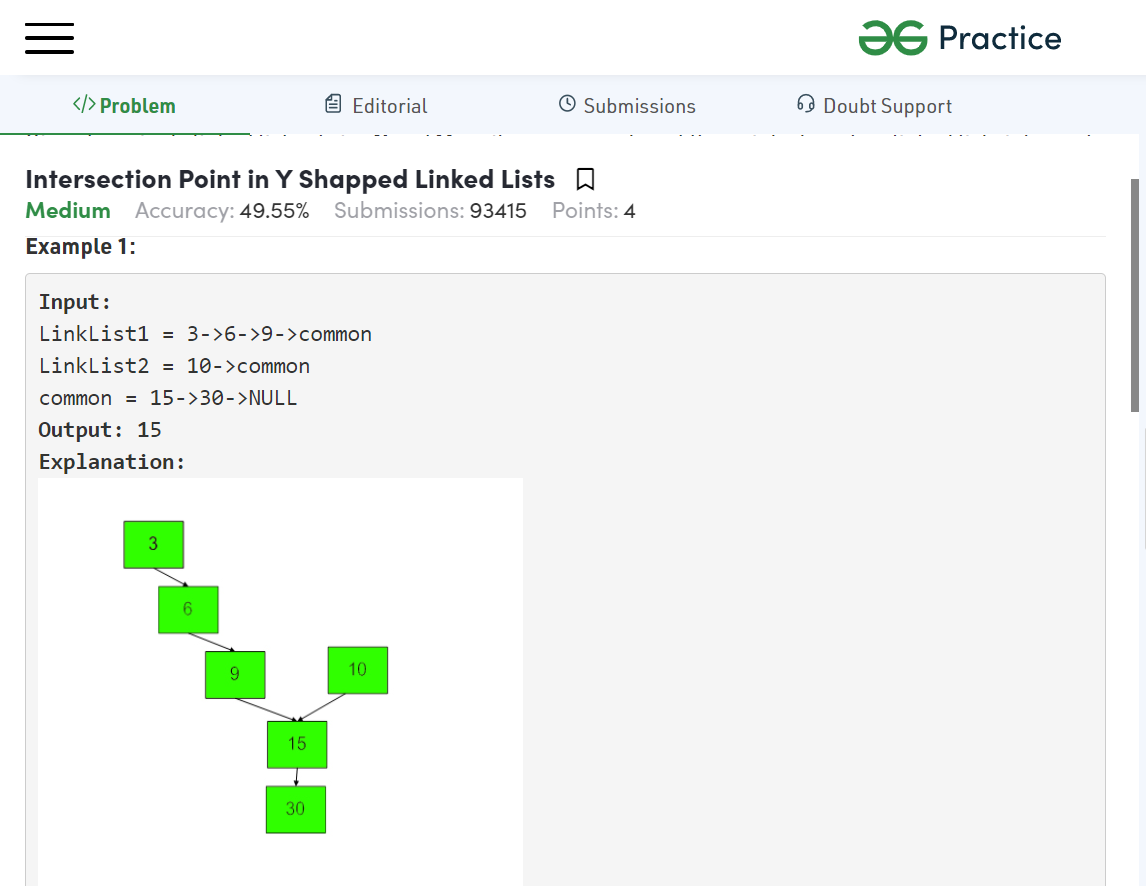 Practice
</> Problem
Editorial
Submissions
Doubt Support
Intersection Point in Y Shapped Linked Lists
Medium Accuracy: 49.55% Submissions: 93415 Points: 4
Example 1:
Input:
LinkList1 = 3->6->9->common
LinkList2 = 10->common
common = 15->30->NULL
Output: 15
Explanation:
3
6
9
10
15
30